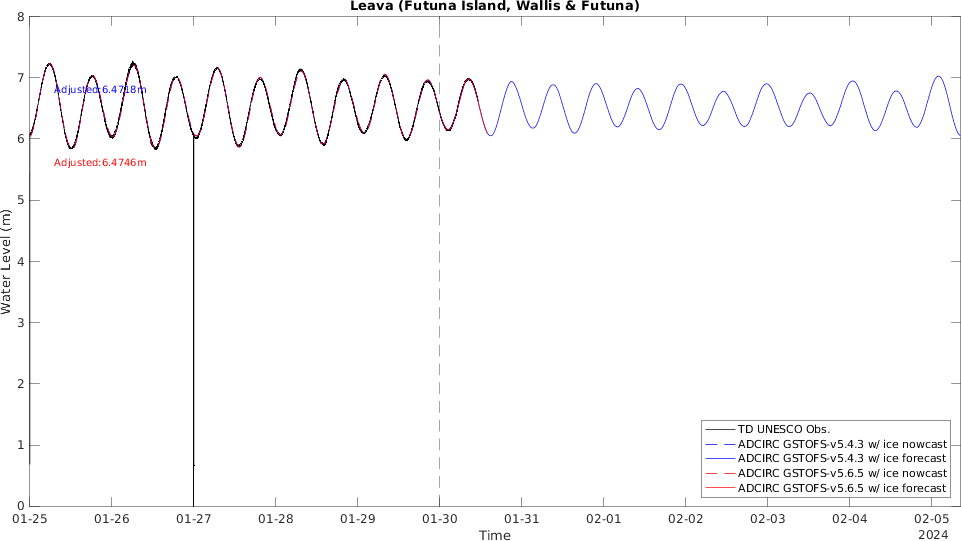 Leava (Futuna Island, Wallis & Futuna)
8
7
6
5
4
3
2
1
0
Water Level (m)
Adjusted:6.4718m
Adjusted:6.4746m
TD UNESCO Obs.
ADCIRC GSTOFS-v5.4.3 w/ ice nowcast
ADCIRC GSTOFS-v5.4.3 w/ ice forecast
ADCIRC GSTOFS-v5.6.5 w/ ice nowcast
ADCIRC GSTOFS-v5.6.5 w/ ice forecast
01-25 01-26 01-27 01-28 01-29 01-30 01-31 02-01 02-02 02-03 02-04 02-05
2024
Time